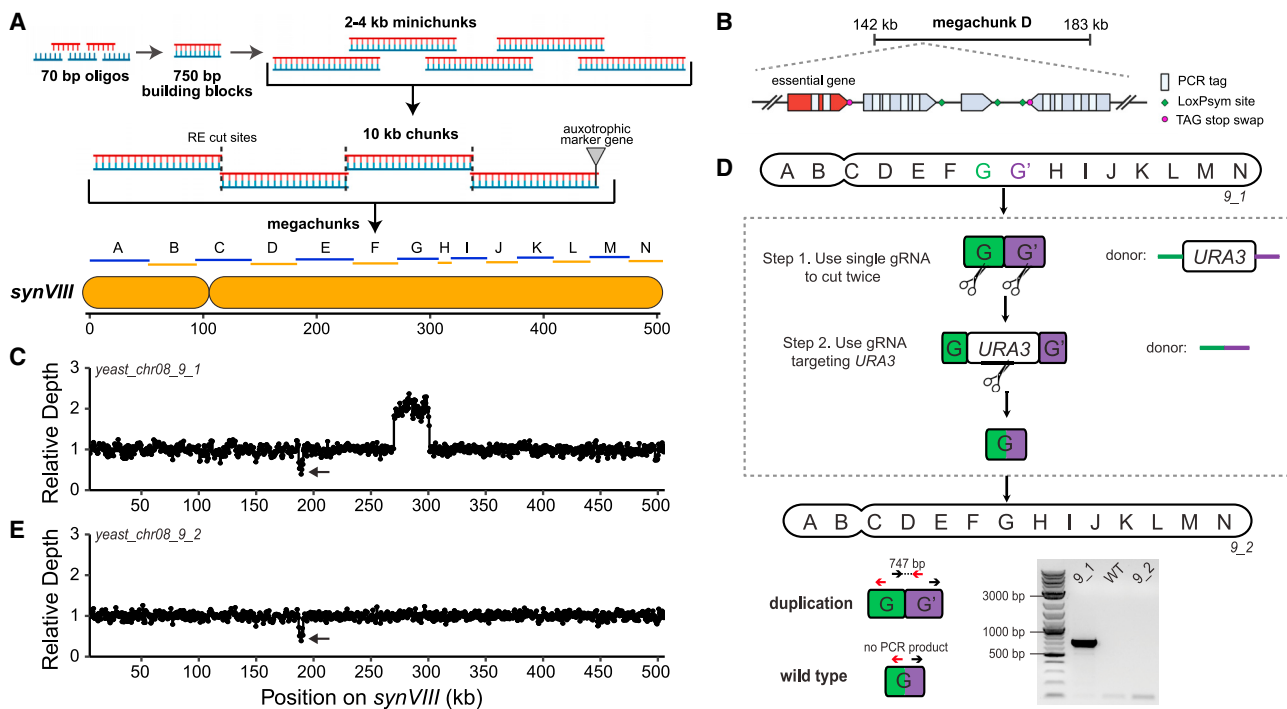 A
2-4 kb minichunks
70 bp oligos
750 bp
building blocks
10 kb chunks
RE cut sites
auxotrophic
marker gene
megachunks
A B C D E F G H I J K L M N
synVIII
0 100 200 300 400 500
B
142 kb megachunk D 183 kb
essential gene
PCR tag
LoxPsym site
TAG stop swap
C
yeast_chr08_9_1
Relative Depth
3
2
1
0
50 100 150 200 250 300 350 400 450 500
E
yeast_chr08_9_2
Relative Depth
3
2
1
0
50 100 150 200 250 300 350 400 450 500
Position on synVIII (kb)
D
A B C D E F G G' H I J K L M N
9_1
Step 1. Use single gRNA
to cut twice
G G'
donor: URA3
Step 2. Use gRNA
targeting URA3
G URA3 G'
donor:
G
A B C D E F G H I J K L M N
9_2
747 bp
duplication
G G'
no PCR product
wild type
G
9_1 WT 9_2
3000 bp
1000 bp
500 bp